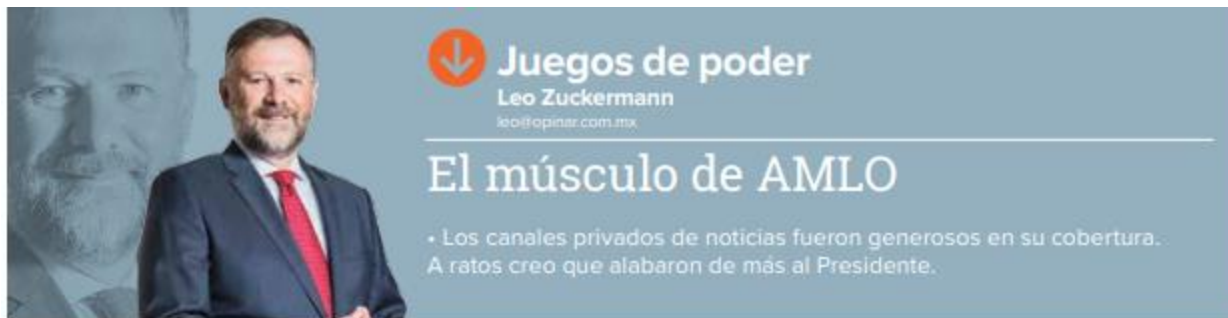 Juegos de poder
Leo Zuckermann
leo@opinar.com.mx
El músculo de AMLO
• Los canales privados de noticias fueron generosos en su cobertura.
A ratos creo que alabaron de más al Presidente.